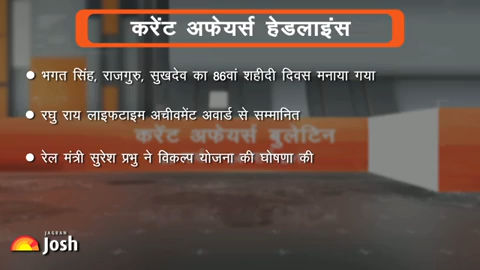 करेंट अफेयर्स हेडलाइंस
भगत सिंह, राजगुरु, सुखदेव का 86वां शहीदी दिवस मनाया गया
रघु राय लाइफटाइम अचीवमेंट अवार्ड से सम्मानित
करेंट अफेयर्स बुलेटिन
रेल मंत्री सुरेश प्रभु ने विकल्प योजना की घोषणा की
JAGRAN
Josh